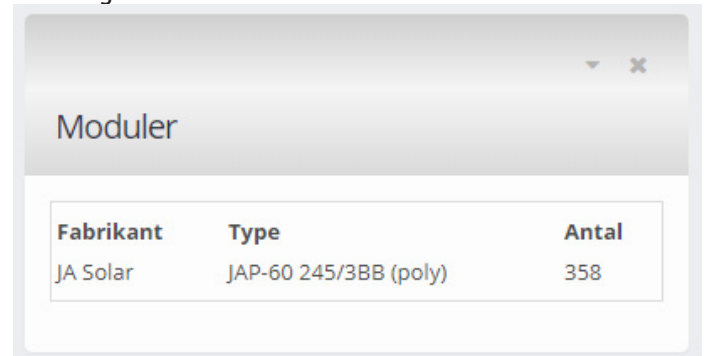 Moduler
Fabrikant Type Antal
JA Solar JAP-60 245/3BB (poly) 358